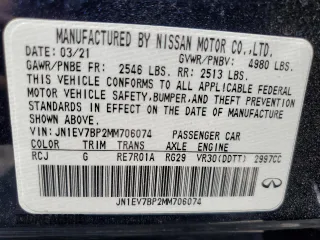 MANUFACTURED BY NISSAN MOTOR CO.,LTD.
DATE: 03/21 GVWR/PNBV: 4980 LBS.
GAWR/PNBE FR: 2546 LBS. RR: 2513 LBS.
THIS VEHICLE CONFORMS TO ALL APPLICABLE FEDERAL
MOTOR VEHICLE SAFETY, BUMPER, AND THEFT PREVENTION
STANDARDS IN EFFECT ON THE DATE OF MANUFACTURE
SHOWN ABOVE.
VIN: JN1EV7BP2MM706074 PASSENGER CAR
COLOR TRIM TRANS AXLE ENGINE
RCJ G RE7R01A RG29 VR30(DDTT) 2997CC
JN1EV7BP2MM706074